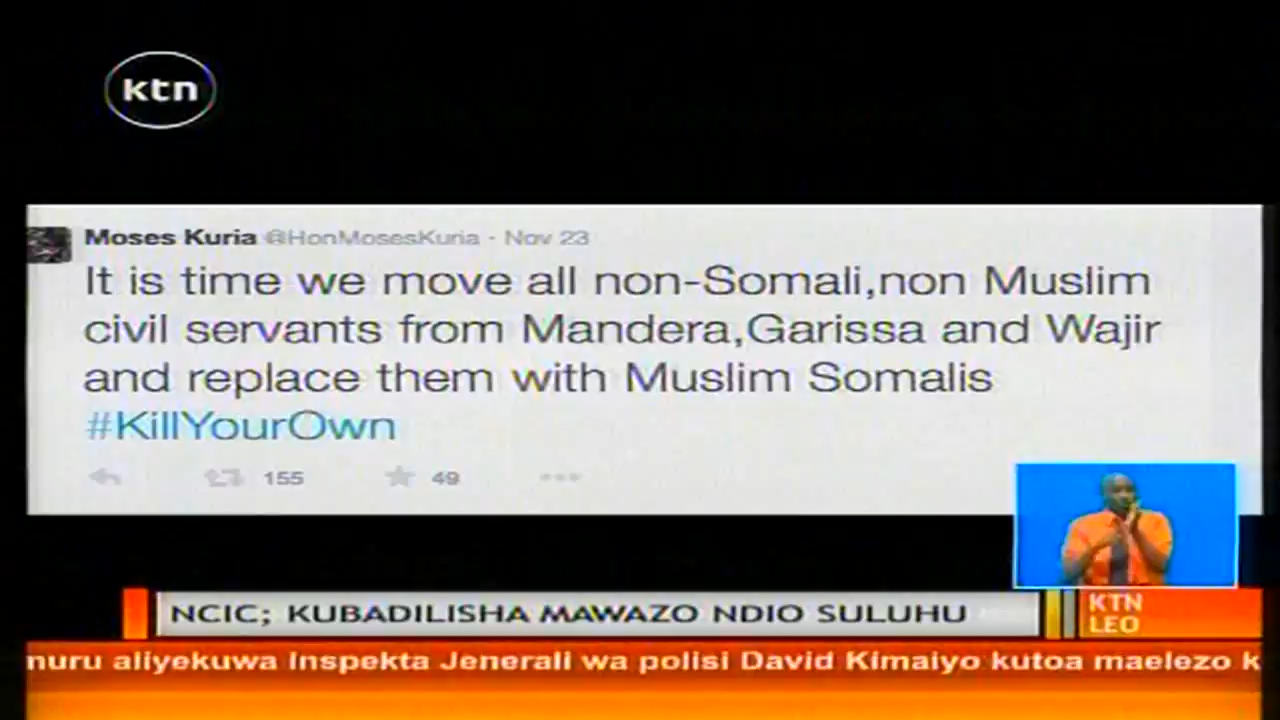 ktn
Moses Kuria @HonMosesKuria · Nov 23
It is time we move all non-Somali,non Muslim
civil servants from Mandera,Garissa and Wajir
and replace them with Muslim Somalis
#KillYourOwn
155 49
NCIC; KUBADILISHA MAWAZO NDIO SULUHU
KTN
LEO
nuru aliyekuwa Inspekta Jenerali wa polisi David Kimaiyo kutoa maelezo k